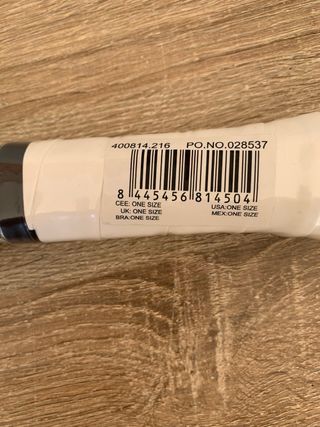 400814.216 PO.NO.028537
8 445456 814504
CEE: ONE SIZE USA:ONE SIZE
UK: ONE SIZE MEX:ONE SIZE
BRA:ONE SIZE